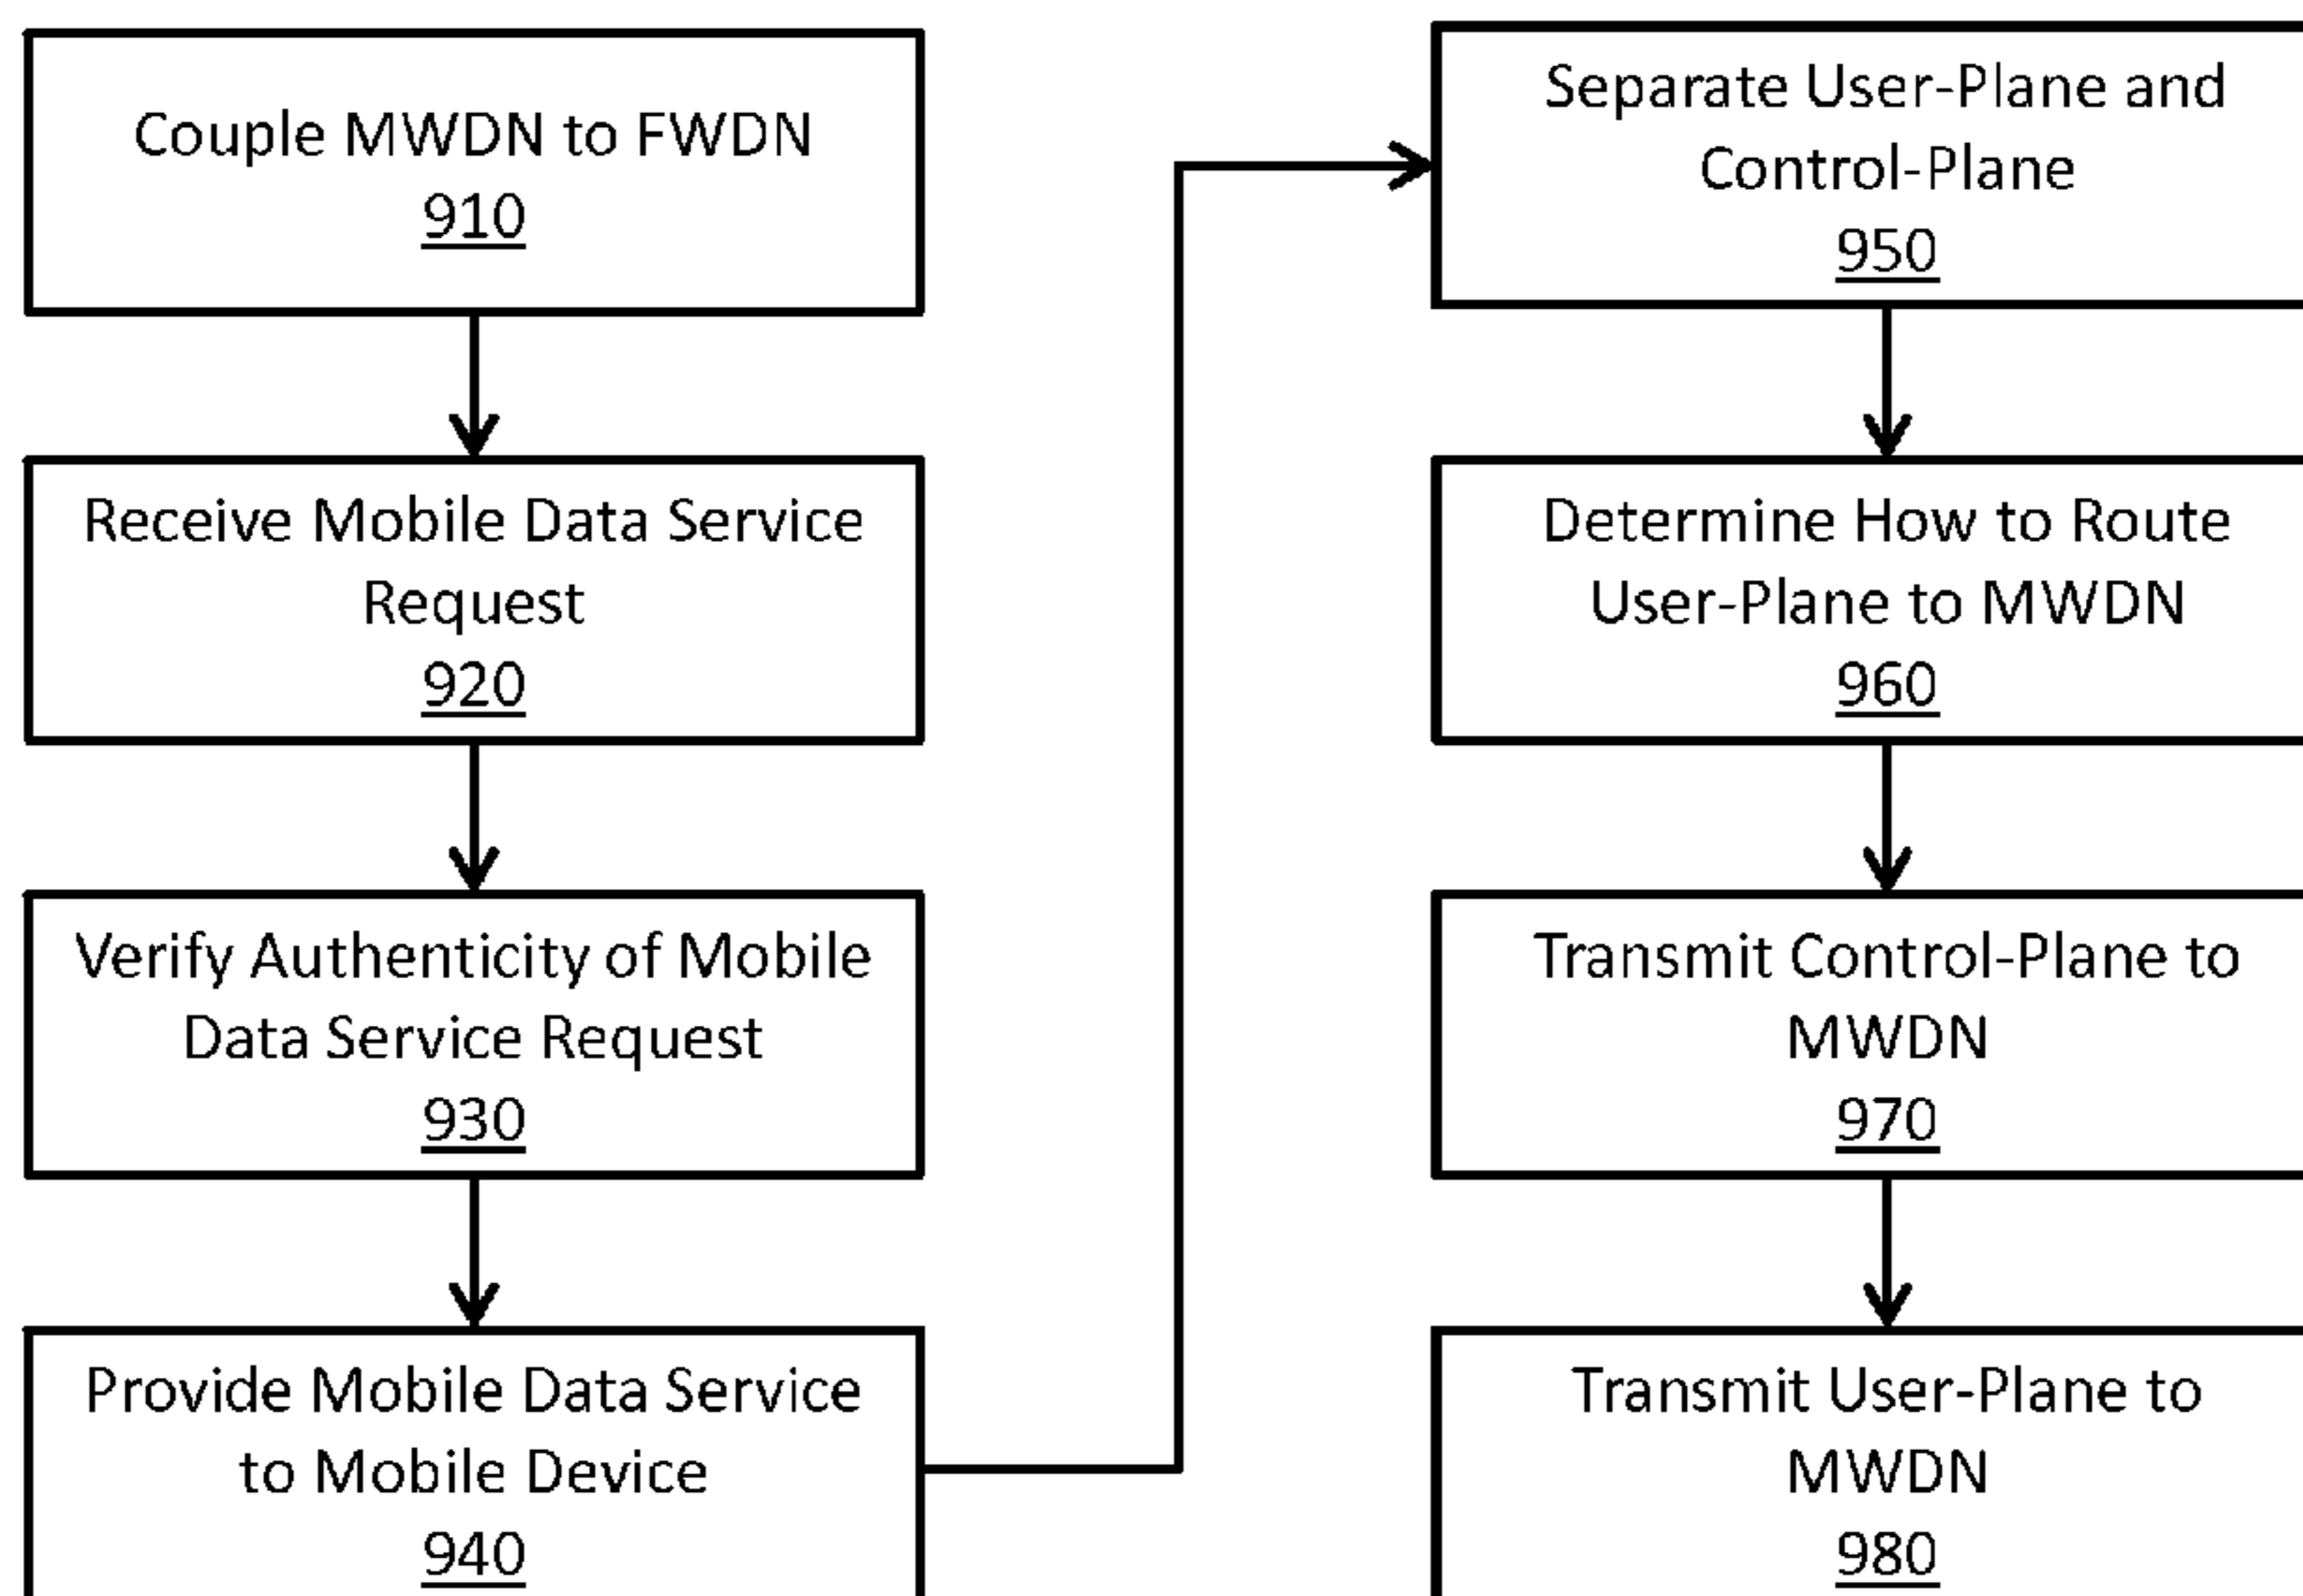 Couple MWDN to FWDN
910
Receive Mobile Data Service
Request
920
Verify Authenticity of Mobile
Data Service Request
930
Provide Mobile Data Service
to Mobile Device
940
Separate User-Plane and
Control-Plane
950
Determine How to Route
User-Plane to MWDN
960
Transmit Control-Plane to
MWDN
970
Transmit User-Plane to
MWDN
980